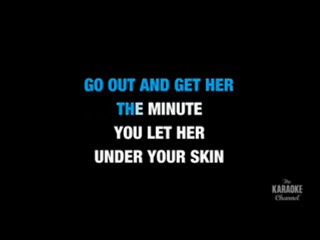 GO OUT AND GET HER
THE MINUTE
YOU LET HER
UNDER YOUR SKIN
The
KARAOKE
Channel